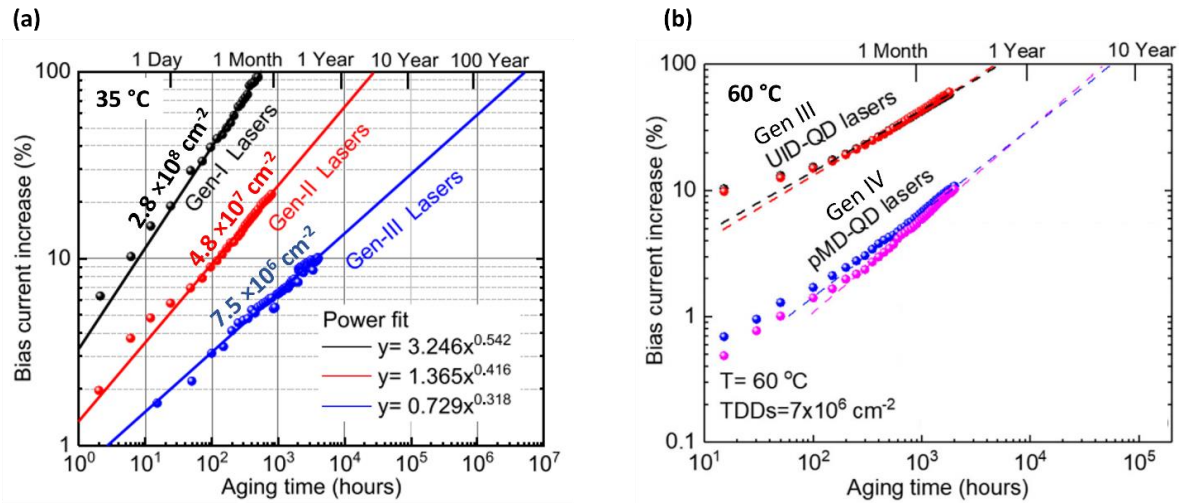 (a)
1 Day 1 Month 1 Year 10 Year 100 Year
100
10
1
Bias current increase (%)
35 °C
2.8 ×10⁸ cm⁻²
Gen-I Lasers
4.8 ×10⁷ cm⁻²
Gen-II Lasers
7.5 ×10⁶ cm⁻²
Gen-III Lasers
Power fit
y= 3.246x^0.542
y= 1.365x^0.416
y= 0.729x^0.318
10⁰ 10¹ 10² 10³ 10⁴ 10⁵ 10⁶ 10⁷
Aging time (hours)
(b)
1 Month 1 Year 10 Year
100
10
1
0.1
Bias current increase (%)
60 °C
Gen III
UID-QD lasers
Gen IV
pMD-QD lasers
T= 60 °C
TDDs=7x10⁶ cm⁻²
10¹ 10² 10³ 10⁴ 10⁵
Aging time (hours)